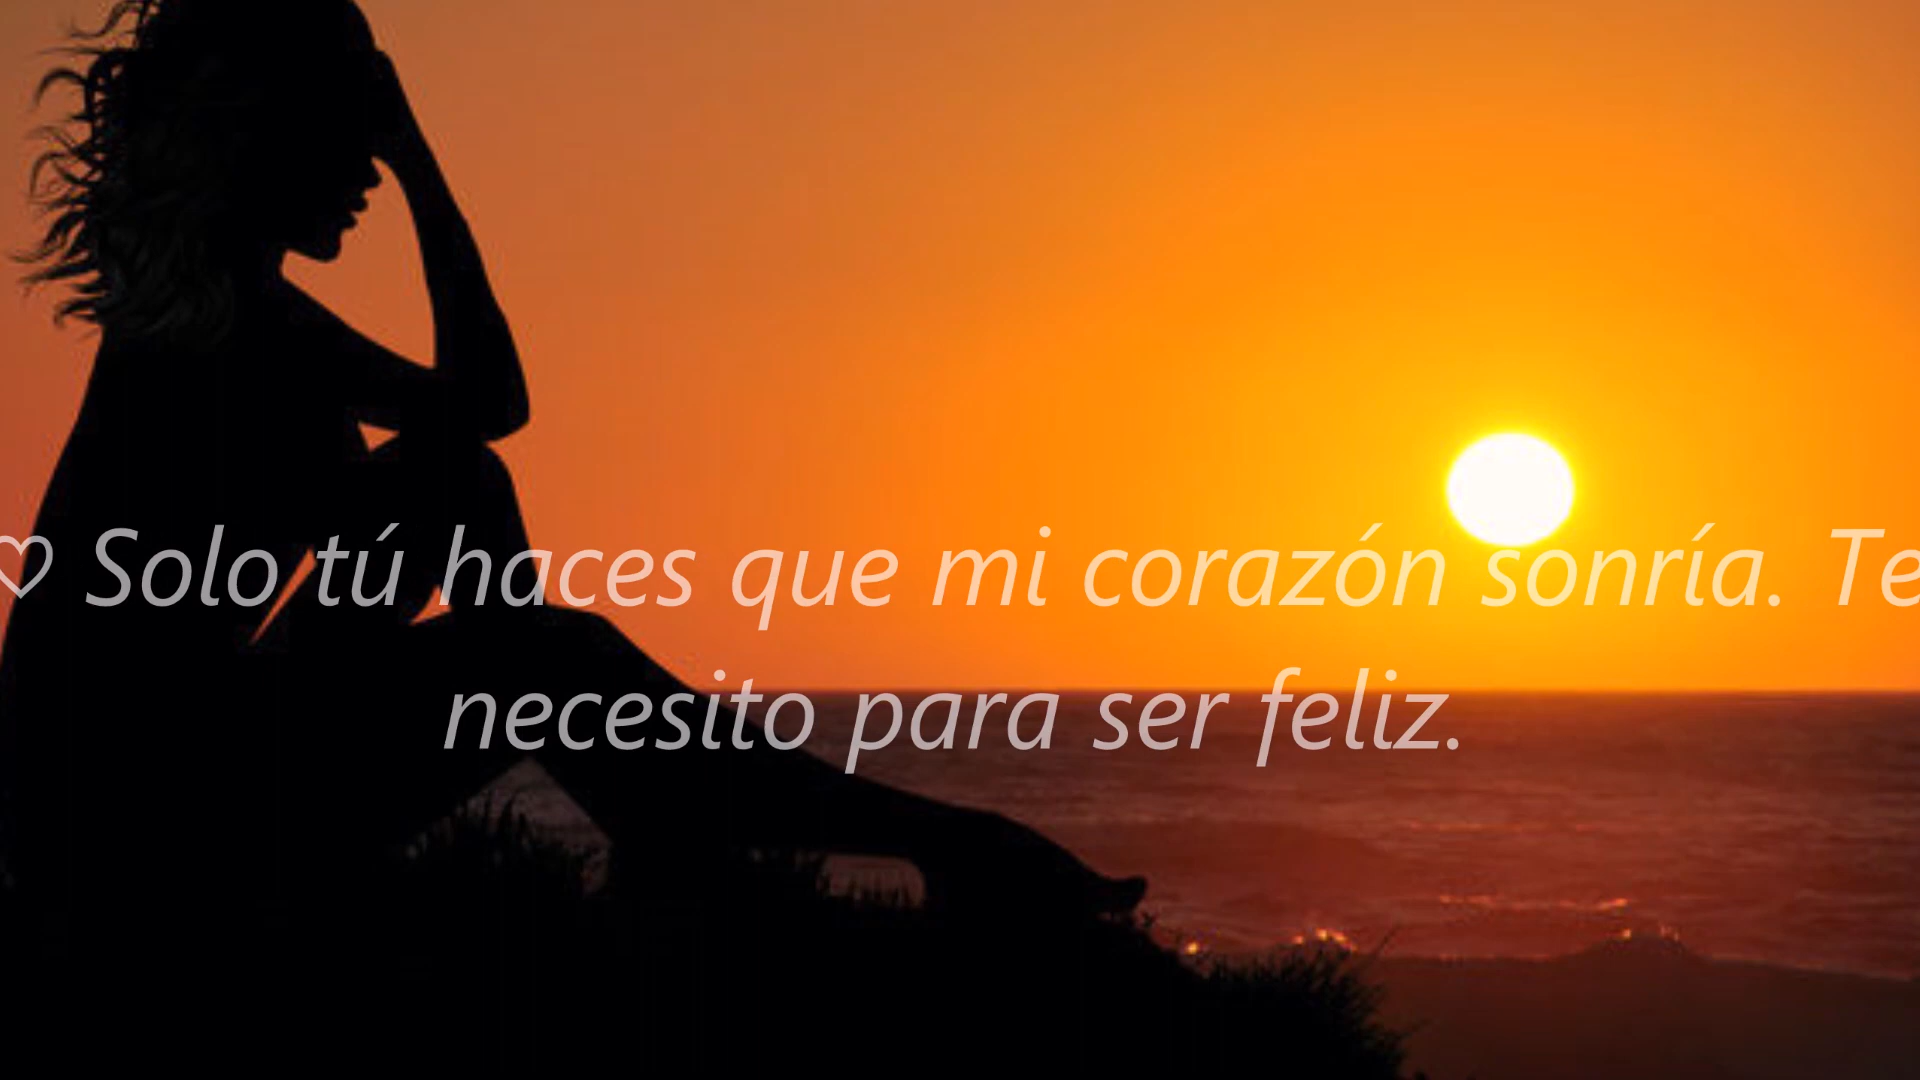 ♡ Solo tú haces que mi corazón sonría. Te
necesito para ser feliz.